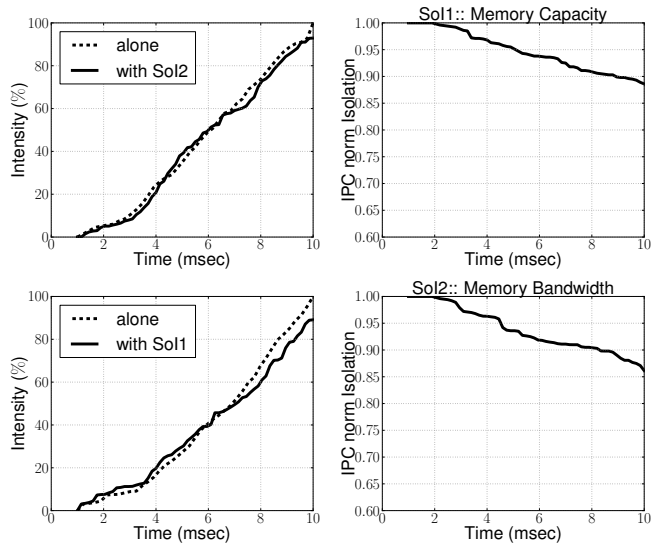 Sol1:: Memory Capacity
100
80
60
40
20
0
Intensity (%)
alone
with Sol2
0 2 4 6 8 10
Time (msec)
1.00
0.95
0.90
0.85
0.80
0.75
0.70
0.65
0.60
IPC norm Isolation
0 2 4 6 8 10
Time (msec)
Sol2:: Memory Bandwidth
100
80
60
40
20
0
Intensity (%)
alone
with Sol1
0 2 4 6 8 10
Time (msec)
1.00
0.95
0.90
0.85
0.80
0.75
0.70
0.65
0.60
IPC norm Isolation
0 2 4 6 8 10
Time (msec)